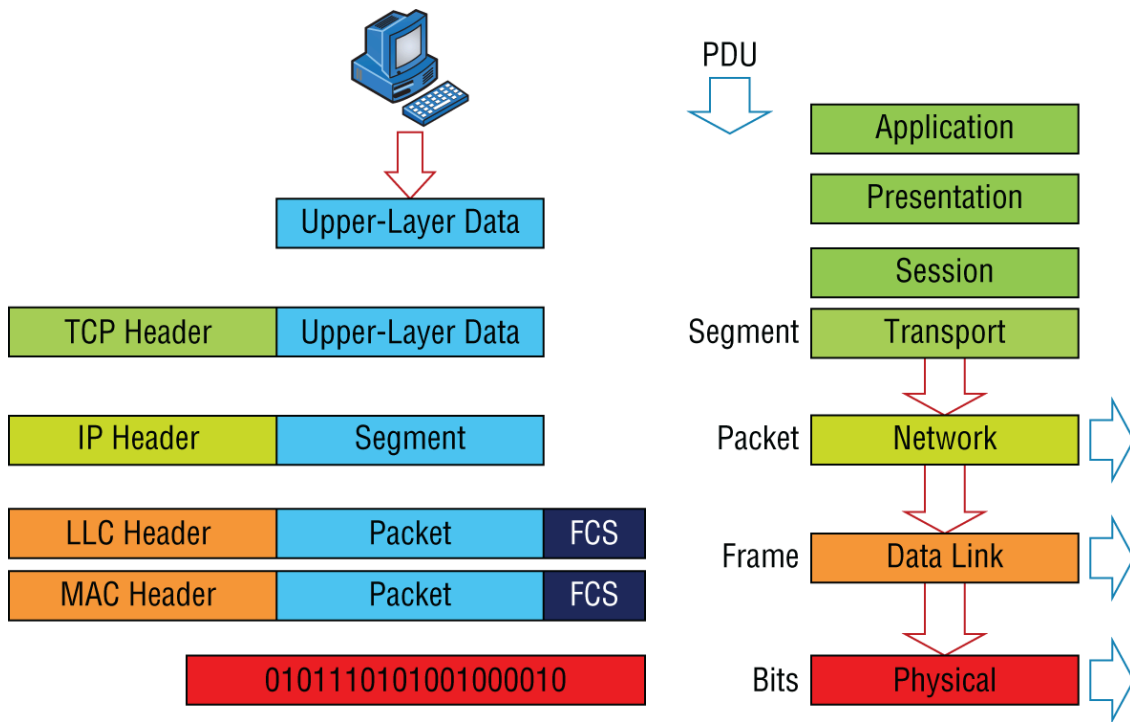 PDU
Application
Presentation
Upper-Layer Data
Session
TCP Header Upper-Layer Data
Segment Transport
IP Header Segment
Packet Network
LLC Header Packet FCS
Frame Data Link
MAC Header Packet FCS
0101110101001000010
Bits Physical